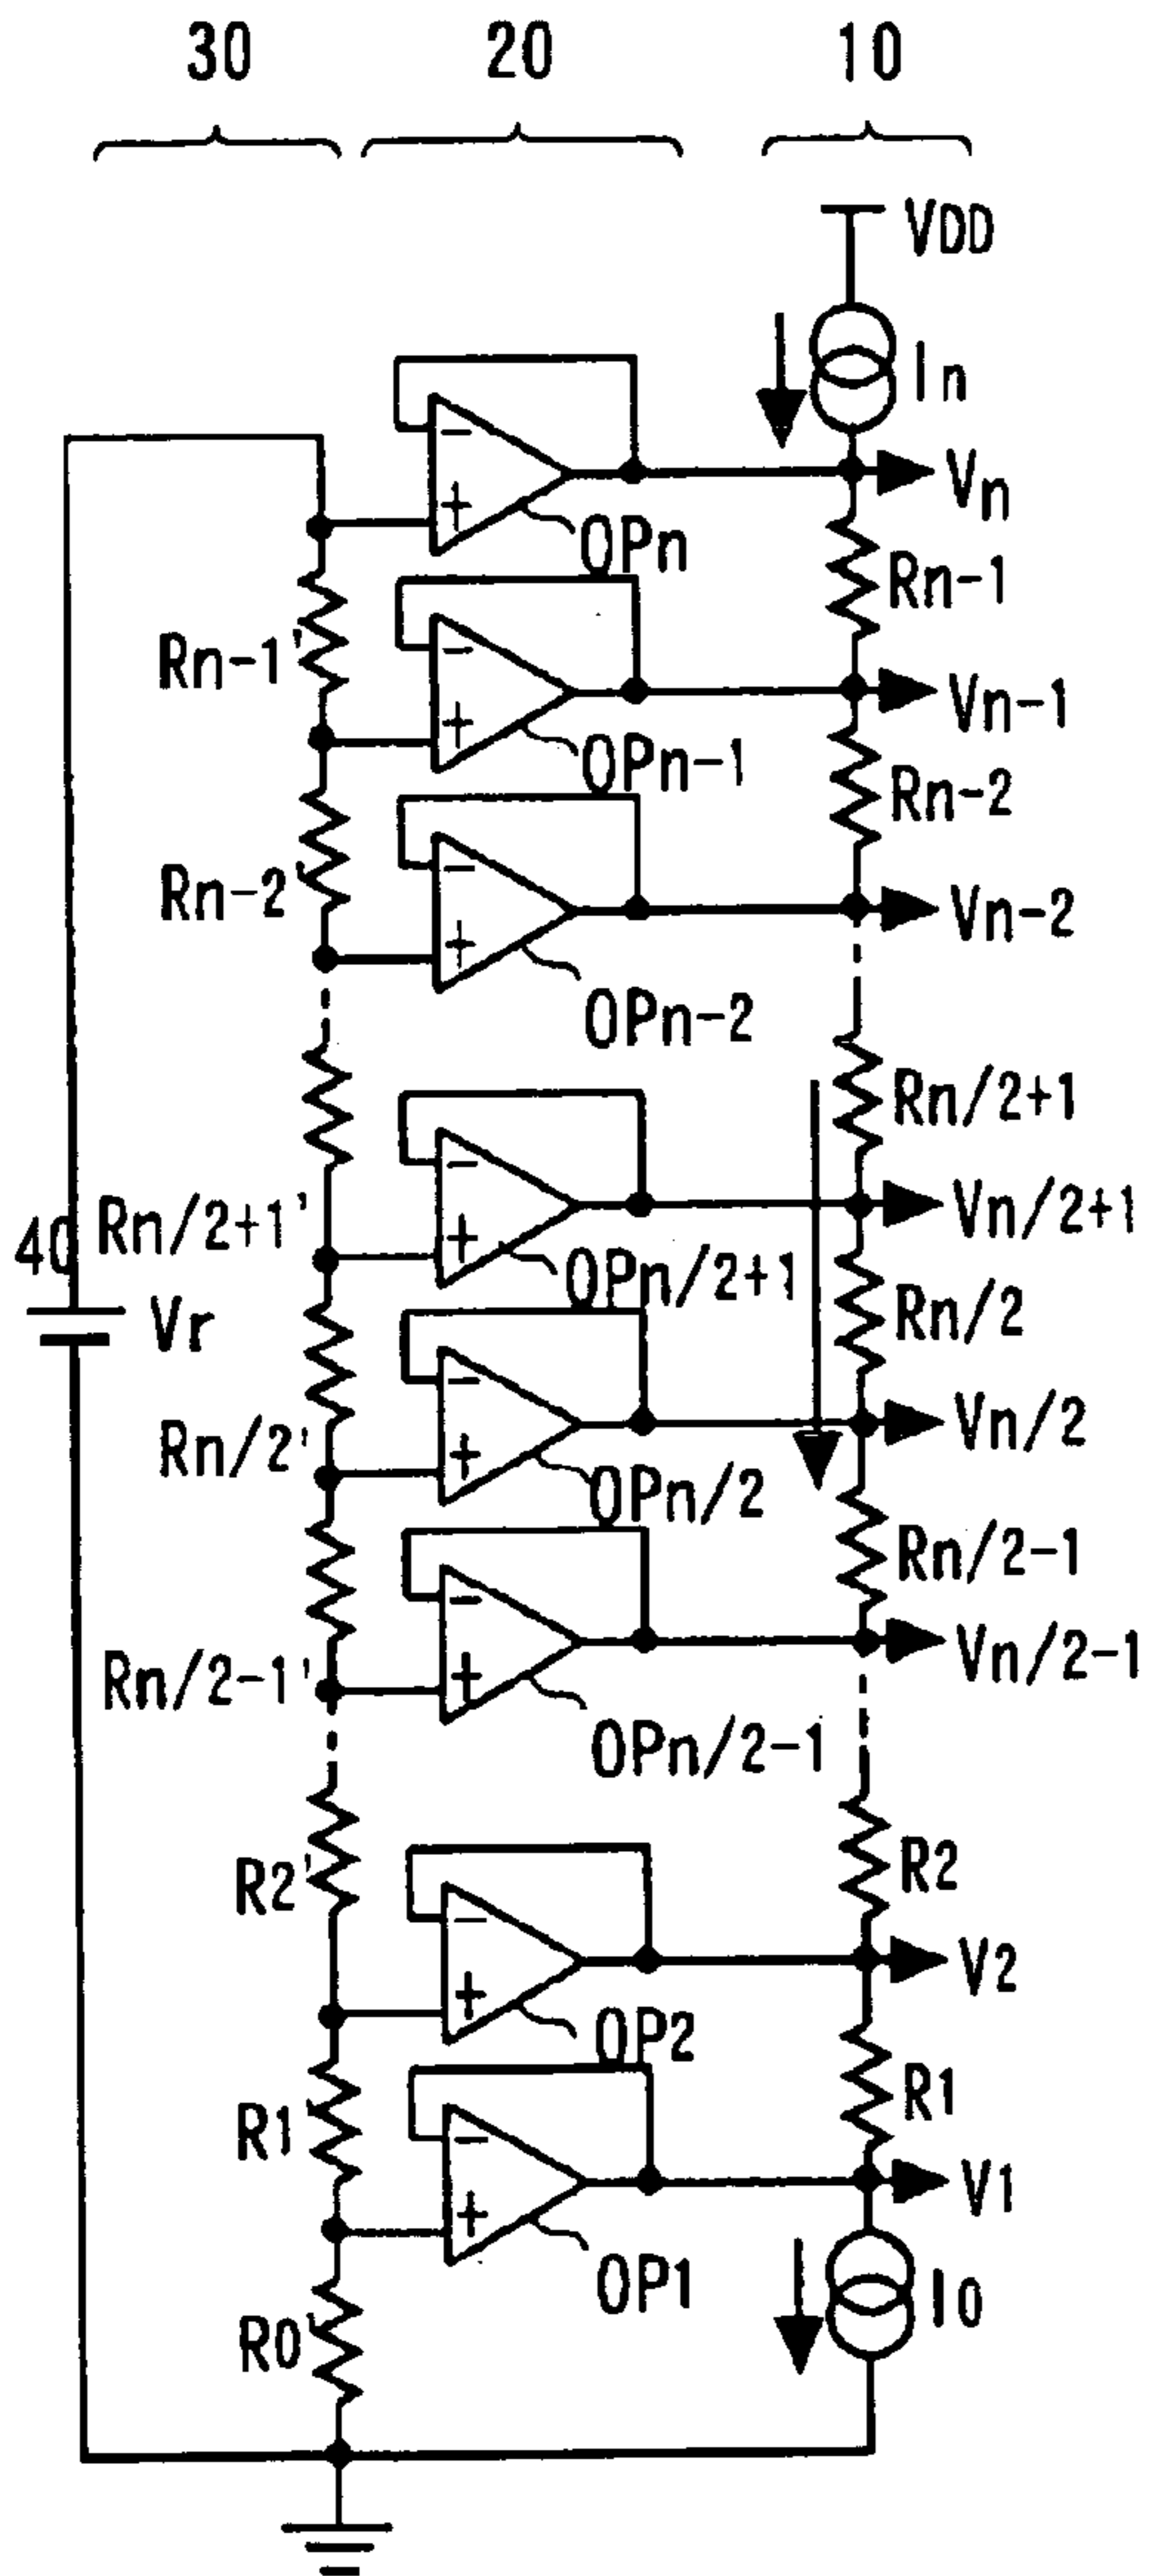 30 20 10
VDD
In
Vn
OPn
Rn-1
Rn-1'
Vn-1
OPn-1
Rn-2
Rn-2'
Vn-2
OPn-2
Rn/2+1
Rn/2+1'
Vn/2+1
40
OPn/2+1
Vr
Rn/2
Rn/2'
Vn/2
OPn/2
Rn/2-1
Rn/2-1'
Vn/2-1
OPn/2-1
R2
R2'
V2
OP2
R1
R1'
V1
OP1
I0
R0'